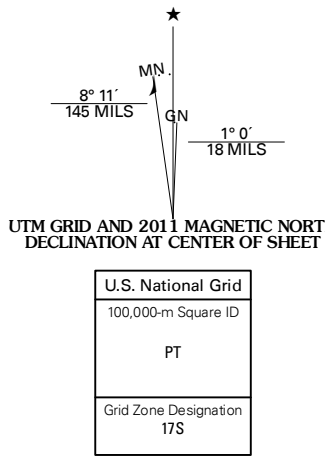 ★
MN
8° 11´
145 MILS
GN
1° 0´
18 MILS
UTM GRID AND 2011 MAGNETIC NORT
DECLINATION AT CENTER OF SHEET
U.S. National Grid
100,000-m Square ID
PT
Grid Zone Designation
17S